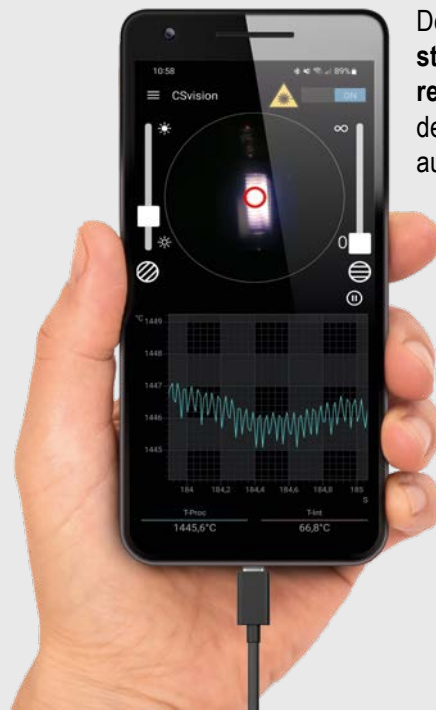 De
st
re
de
au
10:58
89%
CSvision
ON
∞
0
°C
1449
1448
1447
1446
1445
184
184,2
184,4
184,6
184,8
185
S
T-Proc
T-Int
1445,6°C
66,8°C